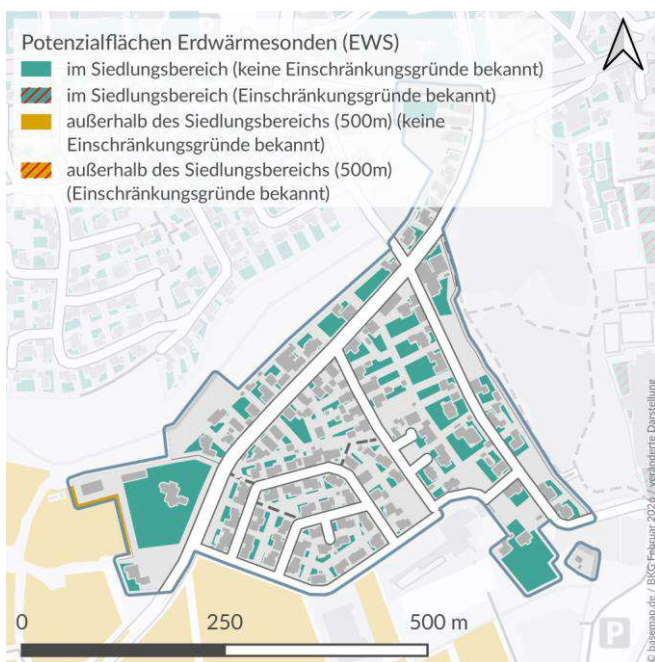 Potenzialflächen Erdwärmesonden (EWS)
im Siedlungsbereich (keine Einschränkungsgründe bekannt)
im Siedlungsbereich (Einschränkungsgründe bekannt)
außerhalb des Siedlungsbereichs (500m) (keine
Einschränkungsgründe bekannt)
außerhalb des Siedlungsbereichs (500m)
(Einschränkungsgründe bekannt)
© basemap.de / BKG Februar 2026 / veränderte Darstellung
0 250 500 m
P